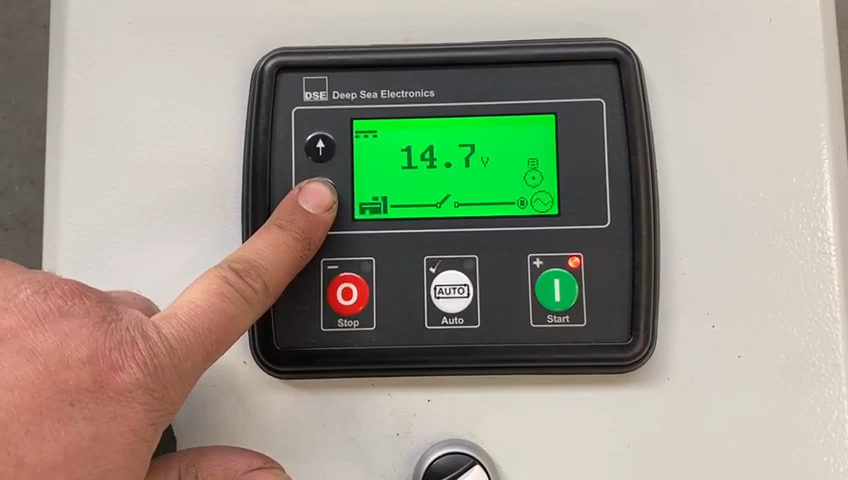 DSE Deep Sea Electronics
14.7V
O
AUTO
I
Stop
Auto
Start